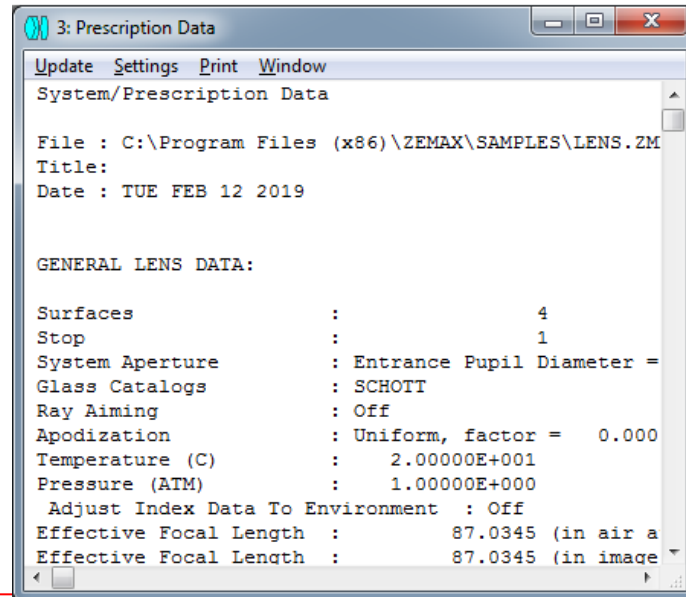 3: Prescription Data
Update Settings Print Window
System/Prescription Data
File : C:\Program Files (x86)\ZEMAX\SAMPLES\LENS.ZM
Title:
Date : TUE FEB 12 2019
GENERAL LENS DATA:
Surfaces : 4
Stop : 1
System Aperture : Entrance Pupil Diameter =
Glass Catalogs : SCHOTT
Ray Aiming : Off
Apodization : Uniform, factor = 0.000
Temperature (C) : 2.00000E+001
Pressure (ATM) : 1.00000E+000
Adjust Index Data To Environment : Off
Effective Focal Length : 87.0345 (in air a
Effective Focal Length : 87.0345 (in image